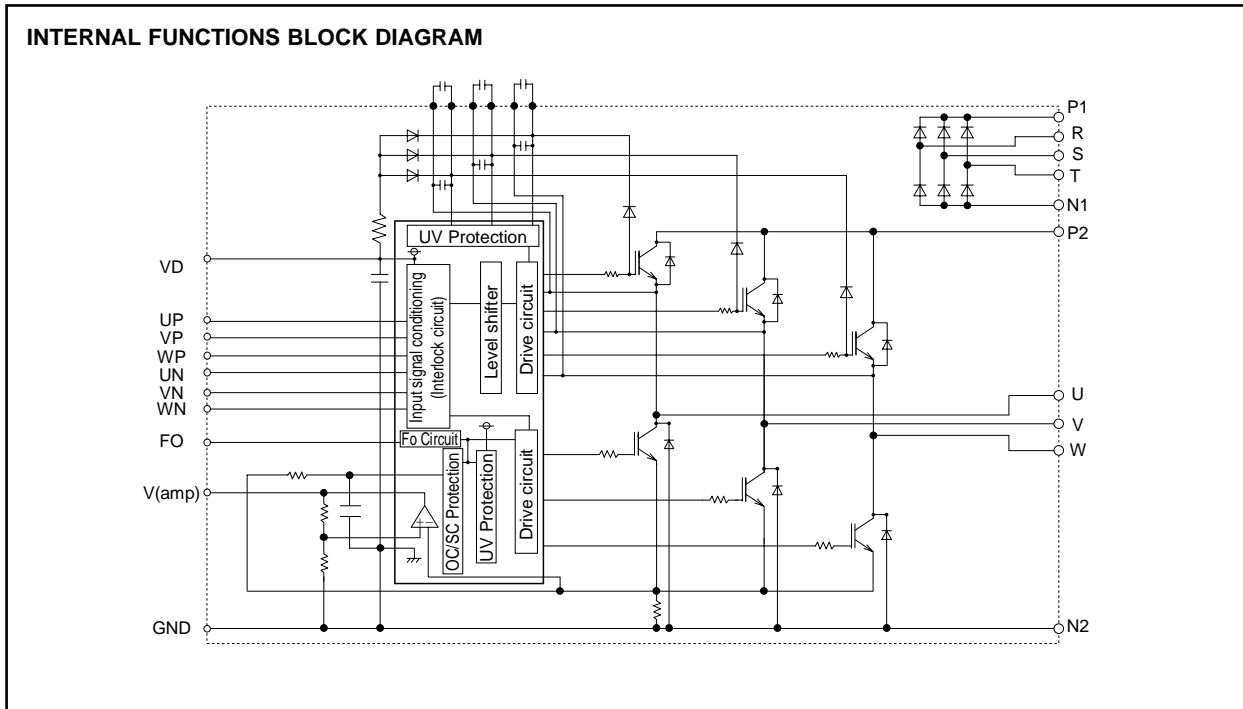 INTERNAL FUNCTIONS BLOCK DIAGRAM
P1
R
S
T
N1
P2
UV Protection
VD
UP
VP
WP
UN
VN
WN
Input signal conditioning
(Interlock circuit)
Level shifter
Drive circuit
U
V
W
FO
Fo Circuit
V(amp)
OC/SC Protection
UV Protection
Drive circuit
+−
GND
N2